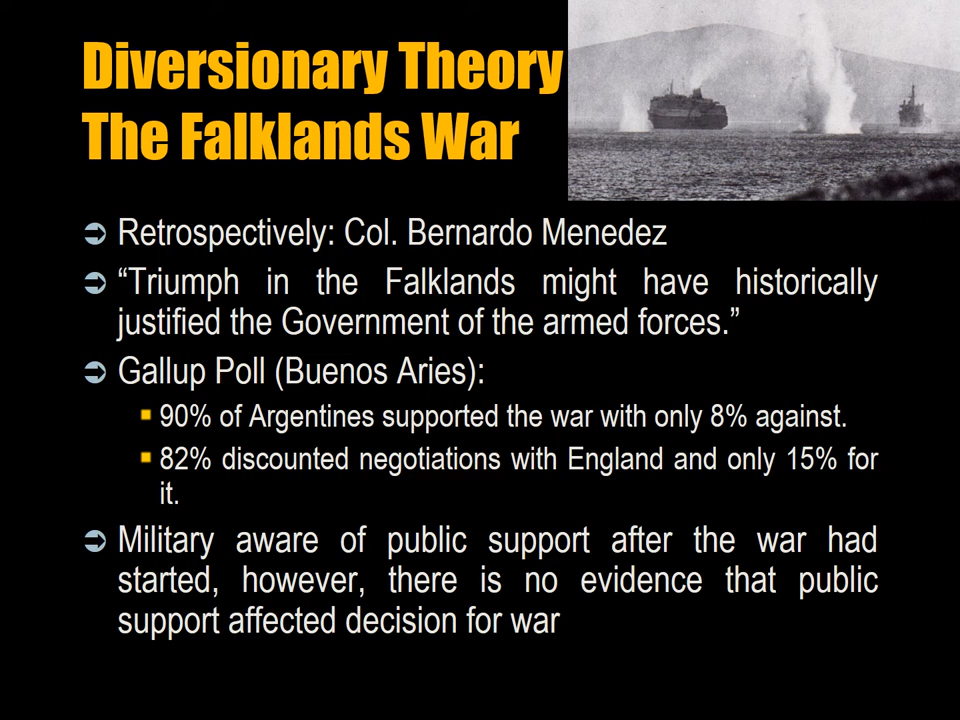 Diversionary Theory
The Falklands War
Retrospectively: Col. Bernardo Menedez
“Triumph in the Falklands might have historically
justified the Government of the armed forces.”
Gallup Poll (Buenos Aries):
90% of Argentines supported the war with only 8% against.
82% discounted negotiations with England and only 15% for
it.
Military aware of public support after the war had
started, however, there is no evidence that public
support affected decision for war